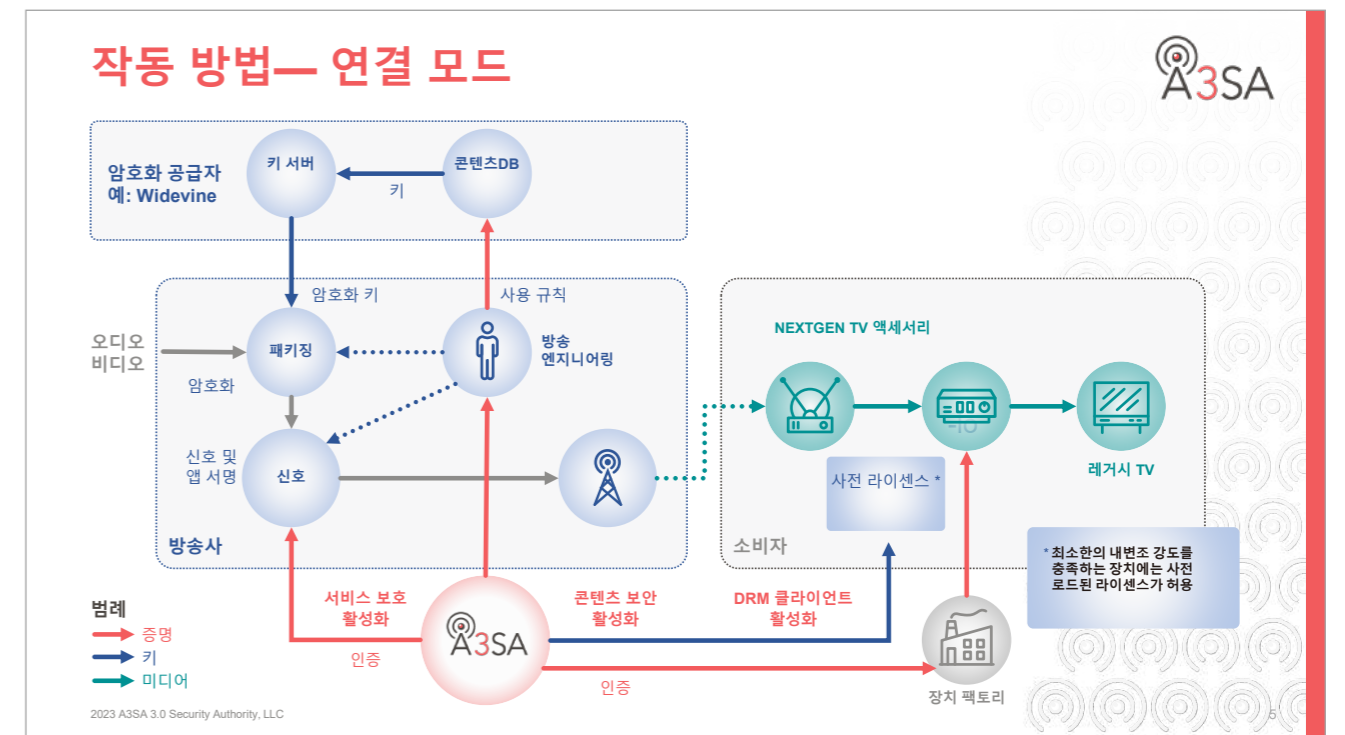 작동 방법— 연결 모드
A3SA
암호화 공급자
예: Widevine
키 서버
콘텐츠DB
키
암호화 키
사용 규칙
오디오
비디오
패키징
방송
엔지니어링
암호화
신호 및
앱 서명
신호
방송사
NEXTGEN TV 액세서리
레거시 TV
사전 라이센스 *
소비자
* 최소한의 내변조 강도를
충족하는 장치에는 사전
로드된 라이센스가 허용
서비스 보호
활성화
콘텐츠 보안
활성화
DRM 클라이언트
활성화
A3SA
인증
인증
장치 팩토리
범례
증명
키
미디어
2023 A3SA 3.0 Security Authority, LLC
5